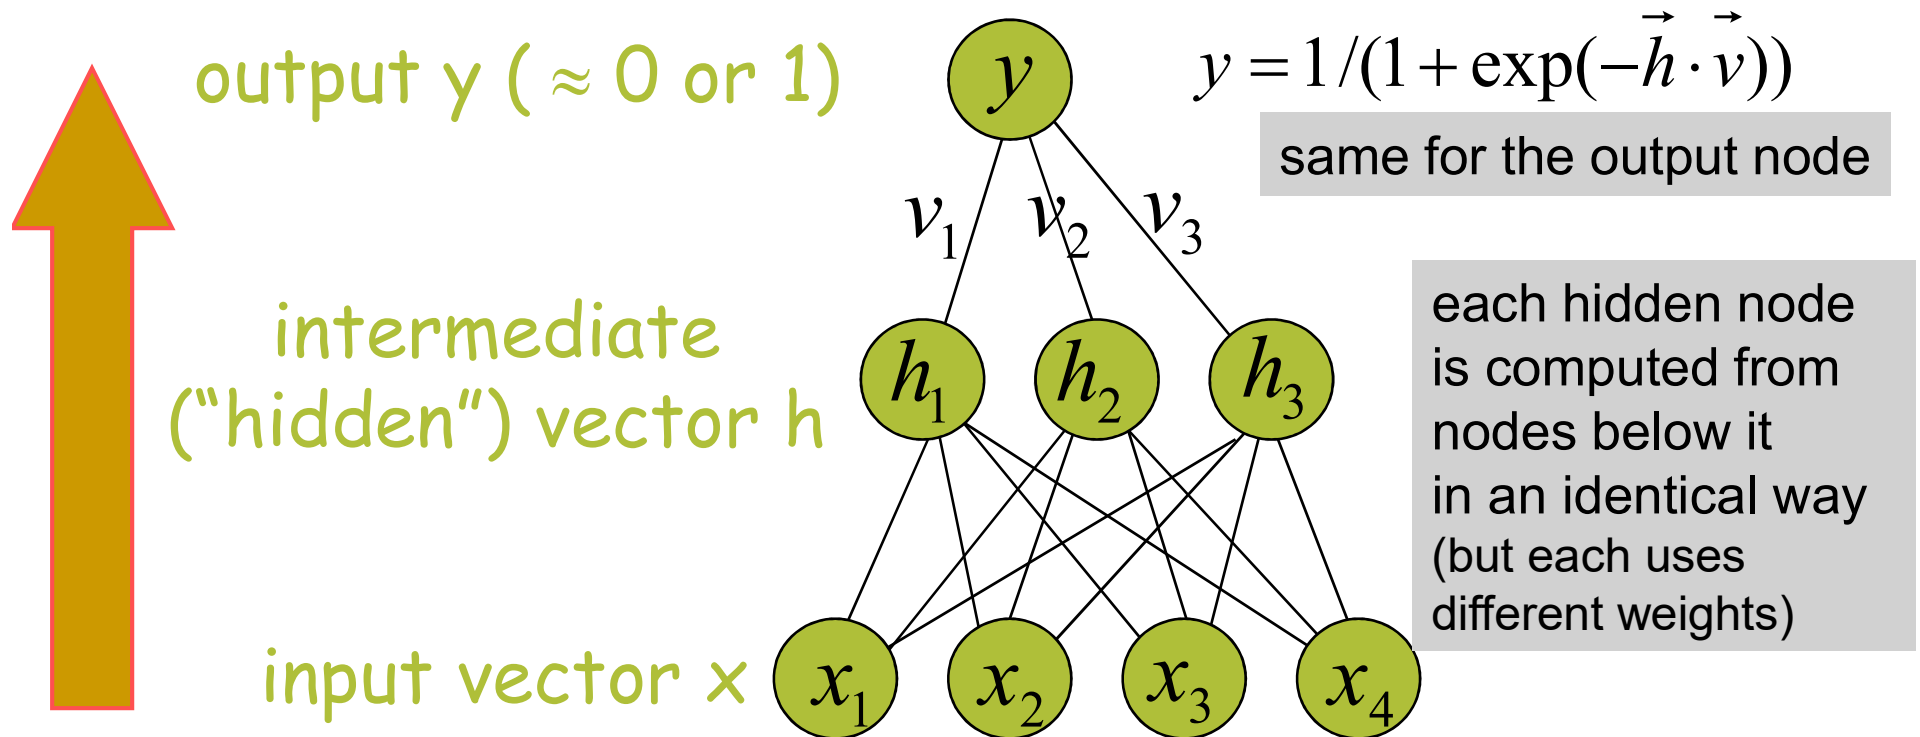 output y ( ≈ 0 or 1)
y
y = 1/(1 + exp(−h⃗ · v⃗))
same for the output node
v₁ v₂ v₃
intermediate
(“hidden”) vector h
h₁ h₂ h₃
each hidden node
is computed from
nodes below it
in an identical way
(but each uses
different weights)
input vector x
x₁ x₂ x₃ x₄